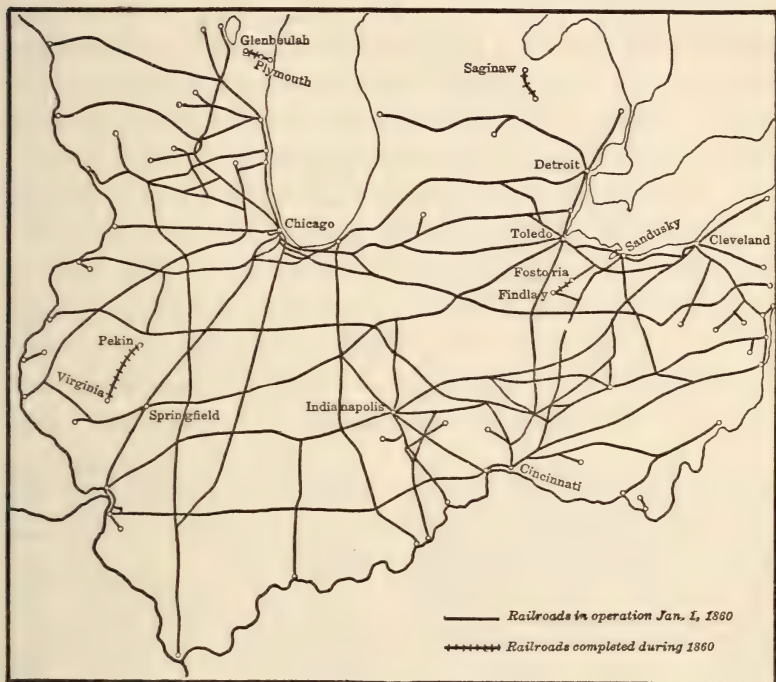 Glenbeulah
Plymouth
Saginaw
Detroit
Chicago
Toledo
Sandusky
Cleveland
Fostoria
Findlay
Pekin
Virginia
Springfield
Indianapolis
Cincinnati
Railroads in operation Jan. 1, 1860
Railroads completed during 1860